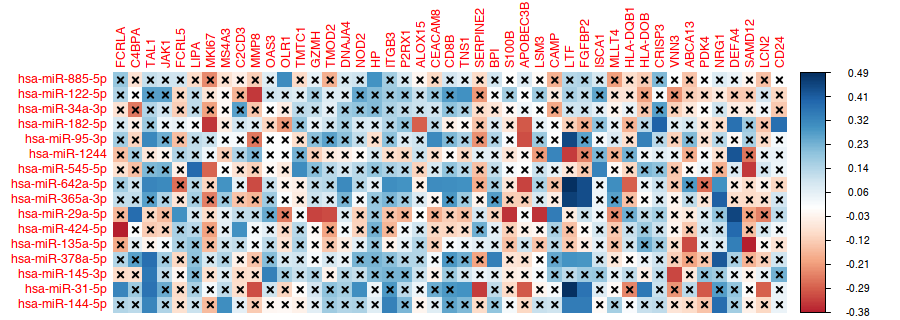 FCRLA
C4BPA
TAL1
JAK1
FCRL5
LIPA
MKI67
MS4A3
C2CD3
MMP8
OAS3
OLR1
TMTC1
GZMH
TMOD2
DNAJA4
NOD2
HP
ITGB3
P2RX1
ALOX15
CEACAM8
CD8B
TNS1
SERPINE2
BPI
S100B
APOBEC3B
LSM3
CAMP
LTF
FGFBP2
ISCA1
MLLT4
HLA-DQB1
HLA-DOB
CHRISP3
VNN3
ABCA13
PDK4
NRG1
DEFA4
SAMD12
LCN2
CD24
hsa-miR-885-5p
hsa-miR-122-5p
hsa-miR-34a-3p
hsa-miR-182-5p
hsa-miR-95-3p
hsa-miR-1244
hsa-miR-545-5p
hsa-miR-642a-5p
hsa-miR-365a-3p
hsa-miR-29a-5p
hsa-miR-424-5p
hsa-miR-135a-5p
hsa-miR-378a-5p
hsa-miR-145-3p
hsa-miR-31-5p
hsa-miR-144-5p
0.49
0.41
0.32
0.23
0.14
0.06
-0.03
-0.12
-0.21
-0.29
-0.38